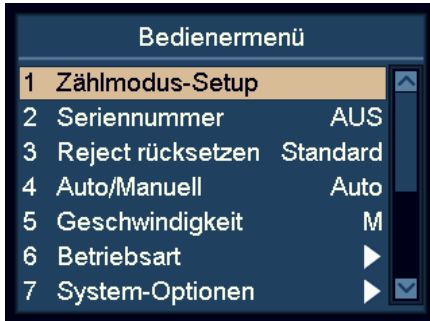 Bedienermenü
1 Zählmodus-Setup
2 Seriennummer AUS
3 Reject rücksetzen Standard
4 Auto/Manuell Auto
5 Geschwindigkeit M
6 Betriebsart
7 System-Optionen